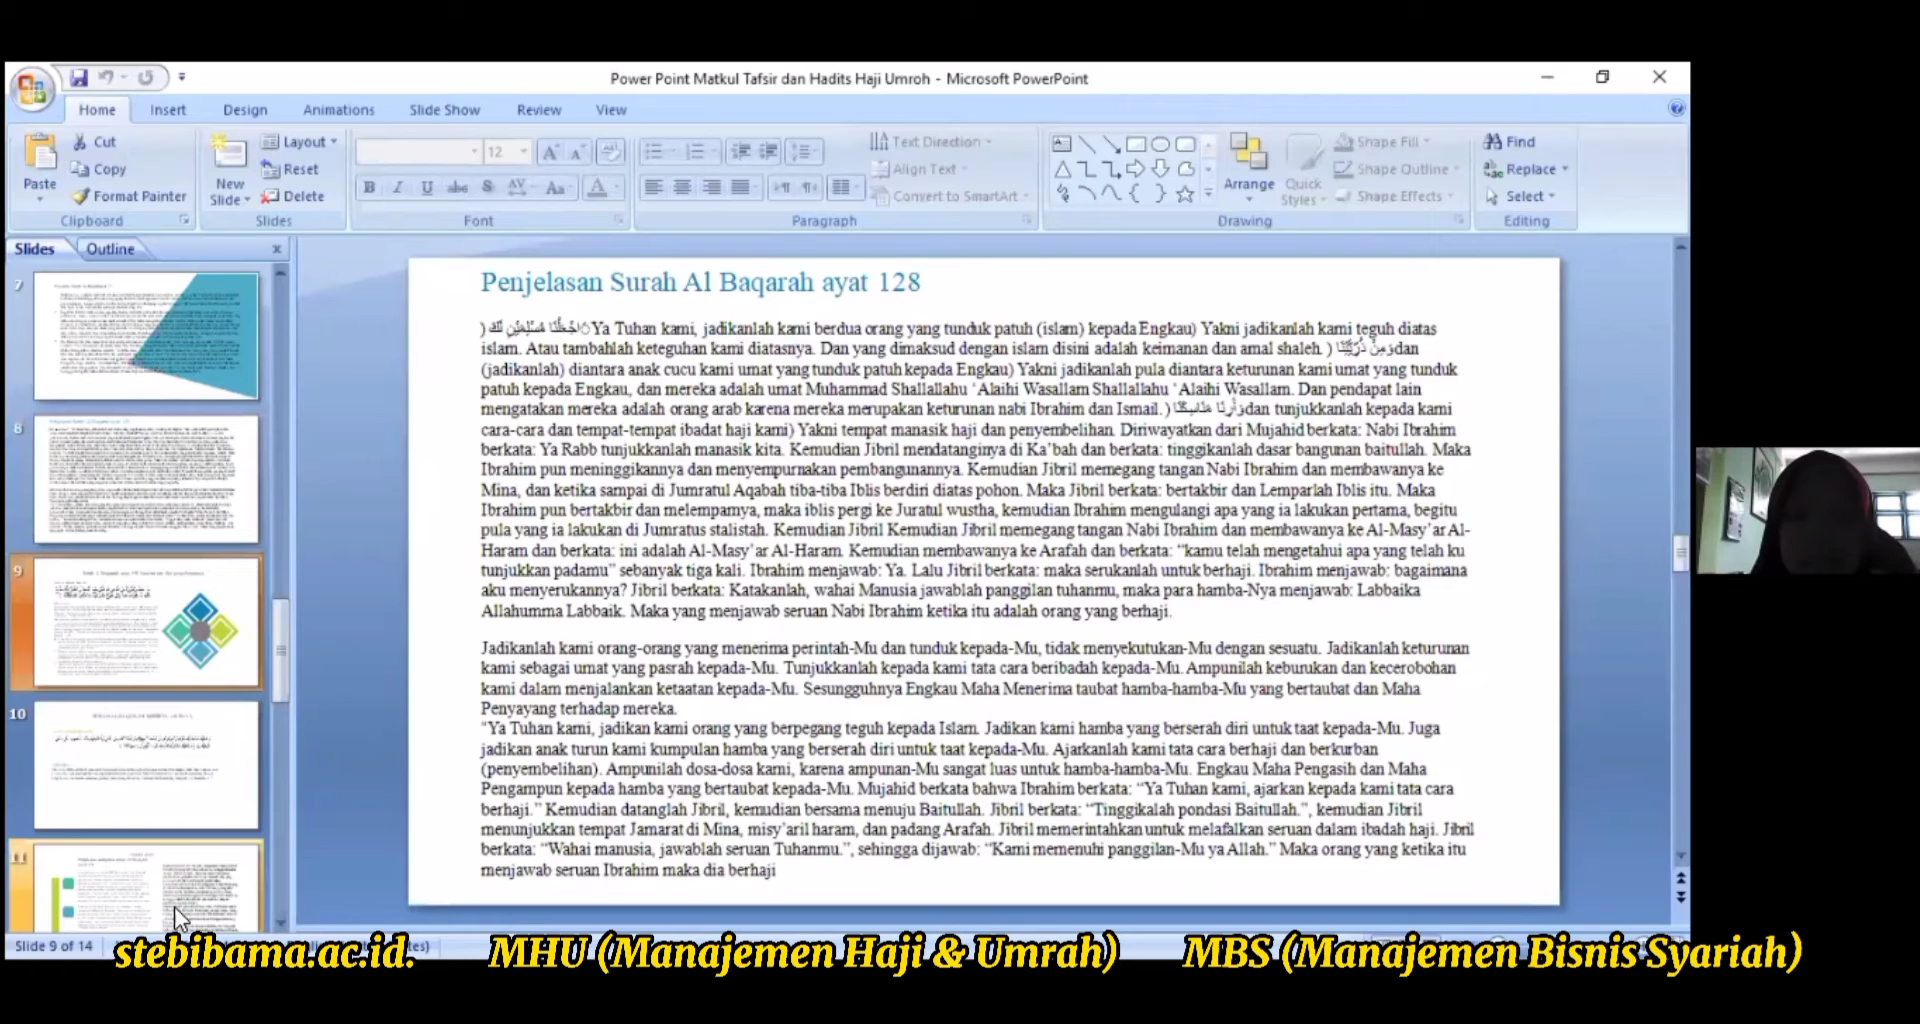 Power Point Matkul Tafsir dan Hadits Haji Umroh - Microsoft PowerPoint
Home Insert Design Animations Slide Show Review View
Cut
Copy
Format Painter
Paste
Clipboard
New Slide
Layout
Reset
Delete
Slides
12
Font
Text Direction
Align Text
Convert to SmartArt
Paragraph
Arrange
Quick Styles
Shape Fill
Shape Outline
Shape Effects
Drawing
Find
Replace
Select
Editing
Slides Outline
7
8
9
10
11
Penjelasan Surah Al Baqarah ayat 128
) اجْعَلْنَا مُسْلِمَيْنِ لَكَ Ya Tuhan kami, jadikanlah kami berdua orang yang tunduk patuh (islam) kepada Engkau) Yakni jadikanlah kami teguh diatas
islam. Atau tambahlah keteguhan kami diatasnya. Dan yang dimaksud dengan islam disini adalah keimanan dan amal shaleh. ) وَمِنْ ذُرِّيَّتِنَا dan
(jadikanlah) diantara anak cucu kami umat yang tunduk patuh kepada Engkau) Yakni jadikanlah pula diantara keturunan kami umat yang tunduk
patuh kepada Engkau, dan mereka adalah umat Muhammad Shallallahu ‘Alaihi Wasallam Shallallahu ‘Alaihi Wasallam. Dan pendapat lain
mengatakan mereka adalah orang arab karena mereka merupakan keturunan nabi Ibrahim dan Ismail. ) وَأَرِنَا مَنَاسِكَنَا dan tunjukkanlah kepada kami
cara-cara dan tempat-tempat ibadat haji kami) Yakni tempat manasik haji dan penyembelihan. Diriwayatkan dari Mujahid berkata: Nabi Ibrahim
berkata: Ya Rabb tunjukkanlah manasik kita. Kemudian Jibril mendatanginya di Ka’bah dan berkata: tinggikanlah dasar bangunan baitullah. Maka
Ibrahim pun meninggikannya dan menyempurnakan pembangunannya. Kemudian Jibril memegang tangan Nabi Ibrahim dan membawanya ke
Mina, dan ketika sampai di Jumratul Aqabah tiba-tiba Iblis berdiri diatas pohon. Maka Jibril berkata: bertakbir dan Lemparlah Iblis itu. Maka
Ibrahim pun bertakbir dan melemparnya, maka iblis pergi ke Juratul wustha, kemudian Ibrahim mengulangi apa yang ia lakukan pertama, begitu
pula yang ia lakukan di Jumratus stalistah. Kemudian Jibril Kemudian Jibril memegang tangan Nabi Ibrahim dan membawanya ke Al-Masy’ar Al-
Haram dan berkata: ini adalah Al-Masy’ar Al-Haram. Kemudian membawanya ke Arafah dan berkata: “kamu telah mengetahui apa yang telah ku
tunjukkan padamu” sebanyak tiga kali. Ibrahim menjawab: Ya. Lalu Jibril berkata: maka serukanlah untuk berhaji. Ibrahim menjawab: bagaimana
aku menyerukannya? Jibril berkata: Katakanlah, wahai Manusia jawablah panggilan tuhanmu, maka para hamba-Nya menjawab: Labbaika
Allahumma Labbaik. Maka yang menjawab seruan Nabi Ibrahim ketika itu adalah orang yang berhaji.
Jadikanlah kami orang-orang yang menerima perintah-Mu dan tunduk kepada-Mu, tidak menyekutukan-Mu dengan sesuatu. Jadikanlah keturunan
kami sebagai umat yang pasrah kepada-Mu. Tunjukkanlah kepada kami tata cara beribadah kepada-Mu. Ampunilah keburukan dan kecerobohan
kami dalam menjalankan ketaatan kepada-Mu. Sesungguhnya Engkau Maha Menerima taubat hamba-hamba-Mu yang bertaubat dan Maha
Penyayang terhadap mereka.
“Ya Tuhan kami, jadikan kami orang yang berpegang teguh kepada Islam. Jadikan kami hamba yang berserah diri untuk taat kepada-Mu. Juga
jadikan anak turun kami kumpulan hamba yang berserah diri untuk taat kepada-Mu. Ajarkanlah kami tata cara berhaji dan berkurban
(penyembelihan). Ampunilah dosa-dosa kami, karena ampunan-Mu sangat luas untuk hamba-hamba-Mu. Engkau Maha Pengasih dan Maha
Pengampun kepada hamba yang bertaubat kepada-Mu. Mujahid berkata bahwa Ibrahim berkata: “Ya Tuhan kami, ajarkan kepada kami tata cara
berhaji.” Kemudian datanglah Jibril, kemudian bersama menuju Baitullah. Jibril berkata: “Tinggikalah pondasi Baitullah.”, kemudian Jibril
menunjukkan tempat Jamarat di Mina, misy’aril haram, dan padang Arafah. Jibril memerintahkan untuk melafalkan seruan dalam ibadah haji. Jibril
berkata: “Wahai manusia, jawablah seruan Tuhanmu.”, sehingga dijawab: “Kami memenuhi panggilan-Mu ya Allah.” Maka orang yang ketika itu
menjawab seruan Ibrahim maka dia berhaji
Slide 9 of 14
stebibama.ac.id. MHU (Manajemen Haji & Umrah) MBS (Manajemen Bisnis Syariah)